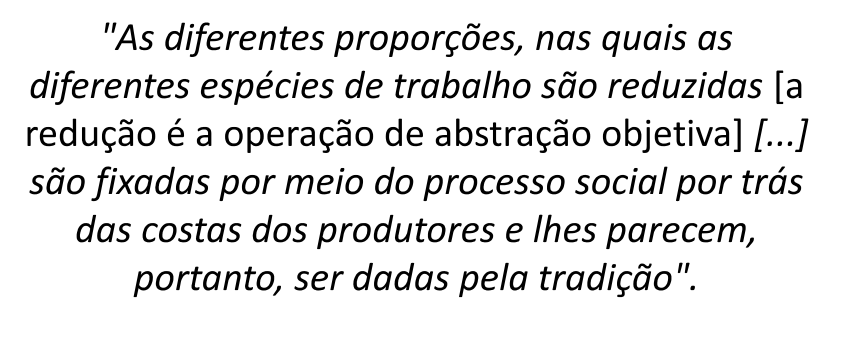 "As diferentes proporções, nas quais as
diferentes espécies de trabalho são reduzidas [a
redução é a operação de abstração objetiva] [...]
são fixadas por meio do processo social por trás
das costas dos produtores e lhes parecem,
portanto, ser dadas pela tradição".